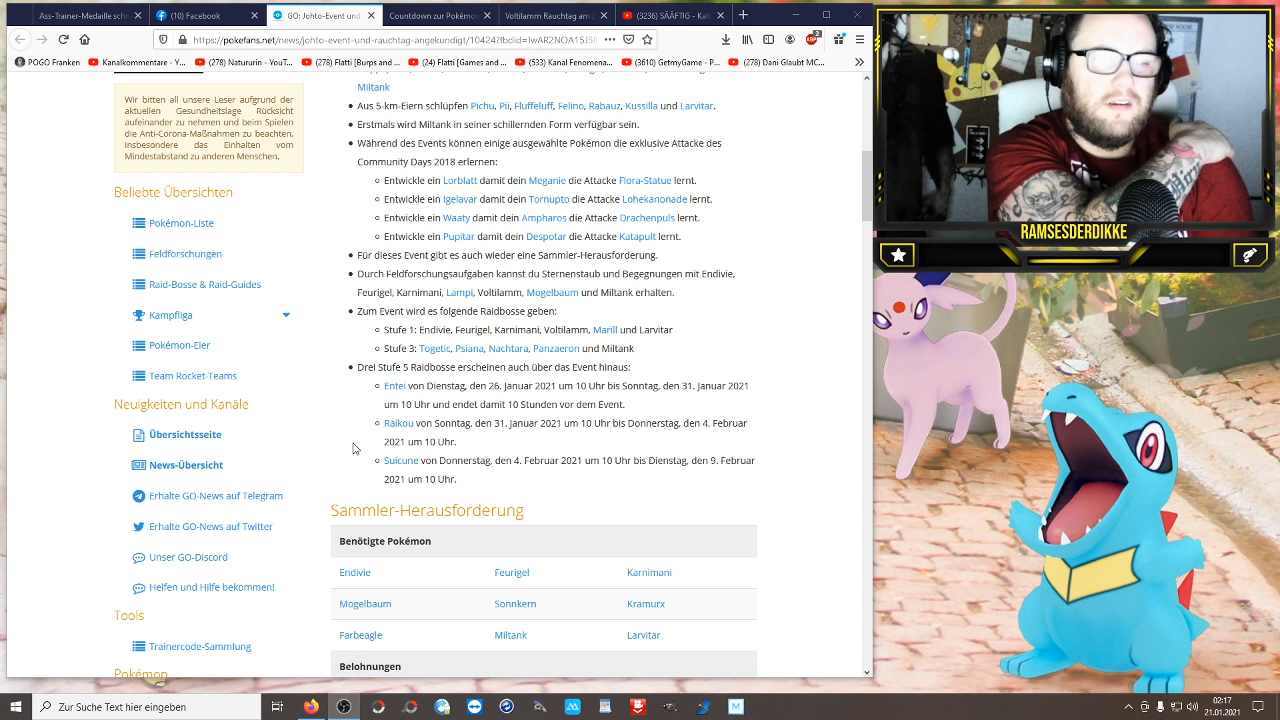 Ass-Trainer-Medaille sch
(10) Facebook
GO: Johto-Event und
Countdown zur Pokémon
Voltilamm Rauchtag am 2
(3236) SÄÄFTIG - Kat
https://pokefans.net/news/johto-event-und-rauchtag-angekundigt/
POGO Franken
Kanalkommentare - Y...
(278) Natururin - YouT...
(278) Flatti [Burps and ...
(24) Flatti [Games and ...
(533) Kanal Fenomena...
(3610) GetmyGame - P...
(278) Dani Glaubt MC...
Wir bitten all unsere Leser aufgrund der
aktuellen Gesundheitslage Rücksicht
aufeinander zu nehmen und beim Spielen
die Anti-Corona-Maßnahmen zu beachten,
insbesondere das Einhalten vom
Mindestabstand zu anderen Menschen.
Beliebte Übersichten
Pokémon-Liste
Feldforschungen
Raid-Bosse & Raid-Guides
Kampfliga
Pokémon-Eier
Team Rocket-Teams
Neuigkeiten und Kanäle
Übersichtsseite
News-Übersicht
Erhalte GO-News auf Telegram
Erhalte GO-News auf Twitter
Unser GO-Discord
Helfen und Hilfe bekommen!
Tools
Trainercode-Sammlung
Pokémon
Miltank
Aus 5-km-Eiern schlüpfen Pichu, Pii, Fluffeluff, Felino, Rabauz, Kussilla und Larvitar.
Erstmals wird Miltank in seiner schillernden Form verfügbar sein.
Während des Events können einige ausgewählte Pokémon die exklusive Attacke des
Community Days 2018 erlernen:
Entwickle ein Lorblatt damit dein Meganie die Attacke Flora-Statue lernt.
Entwickle ein Igelavar damit dein Tornupto die Attacke Lohekanonade lernt.
Entwickle ein Waaty damit dein Ampharos die Attacke Drachenpuls lernt.
Entwickle ein Pupitar damit dein Despotar die Attacke Katapult lernt.
Für das Event gibt es auch wieder eine Sammler-Herausforderung.
Durch Feldforschungsaufgaben kannst du Sternenstaub und Begegnungen mit Endivie,
Feurigel, Karnimani, Lampi, Voltilamm, Mogelbaum und Miltank erhalten.
Zum Event wird es folgende Raidbosse geben:
Stufe 1: Endivie, Feurigel, Karnimani, Voltilamm, Marill und Larvitar
Stufe 3: Togetic, Psiana, Nachtara, Panzaeron und Miltank
Drei Stufe 5 Raidbosse erscheinen auch über das Event hinaus:
Entei von Dienstag, den 26. Januar 2021 um 10 Uhr bis Sonntag, den 31. Januar 2021
um 10 Uhr und endet damit 10 Stunden vor dem Event.
Raikou von Sonntag, den 31. Januar 2021 um 10 Uhr bis Donnerstag, den 4. Februar
2021 um 10 Uhr.
Suicune von Donnerstag, den 4. Februar 2021 um 10 Uhr bis Dienstag, den 9. Februar
2021 um 10 Uhr.
Sammler-Herausforderung
Benötigte Pokémon
Endivie Feurigel Karnimani
Mogelbaum Sonnkern Kramurx
Farbeagle Miltank Larvitar
Belohnungen
RAMSESDERDIKKE
Zur Suche Text hier eingeben
02:17
21.01.2021